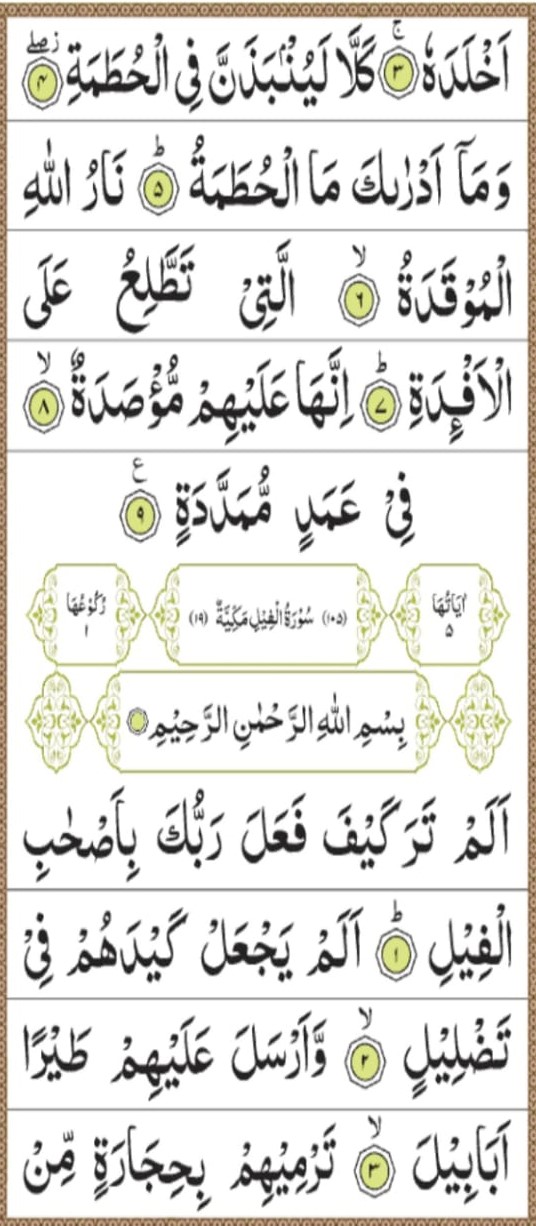 اَخْلَدَهٗ ۚ‏﴿۳﴾ كَلَّا لَيُنْۢبَذَنَّ فِى الْحُطَمَةِ ۖ ز ﴿۴﴾
وَمَاۤ اَدْرٰىكَ مَا الْحُطَمَةُ ؕ‏﴿۵﴾ نَارُ اللّٰهِ
الْمُوْقَدَةُ ۙ‏﴿۶﴾ الَّتِىْ تَطَّلِعُ عَلَى
الْاَفْـِٕدَةِ ؕ‏﴿۷﴾ اِنَّهَا عَلَيْهِمْ مُّؤْصَدَةٌ ۙ‏﴿۸﴾
فِىْ عَمَدٍ مُّمَدَّدَةٍ ع ﴿۹﴾
اٰيَاتُهَا ۵ (۱۰۵) سُوْرَةُ الْفِيْلِ مَكِّيَّةٌ (۱۹) رُكُوْعُهَا ۱
بِسْمِ اللّٰهِ الرَّحْمٰنِ الرَّحِيْمِ
اَلَمْ تَرَ كَيْفَ فَعَلَ رَبُّكَ بِاَصْحٰبِ
الْفِيْلِ ؕ‏﴿۱﴾ اَلَمْ يَجْعَلْ كَيْدَهُمْ فِىْ
تَضْلِيْلٍ ۙ‏﴿۲﴾ وَّاَرْسَلَ عَلَيْهِمْ طَيْرًا
اَبَابِيْلَ ۙ‏﴿۳﴾ تَرْمِيْهِمْ بِحِجَارَةٍ مِّنْ